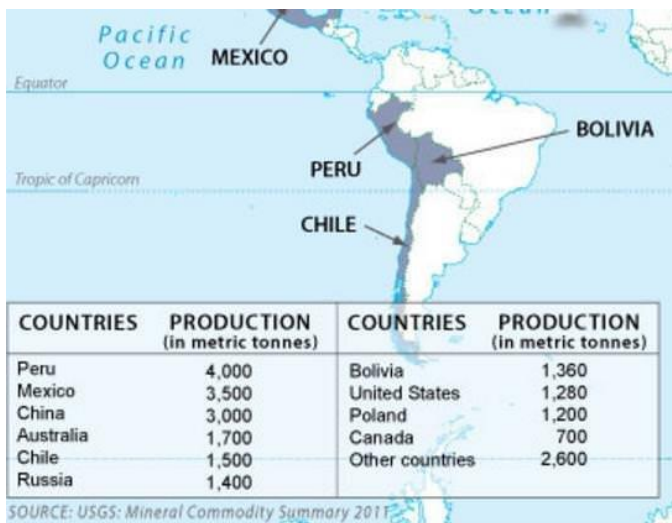 Pacific
Ocean
Ocean
MEXICO
Equator
BOLIVIA
PERU
Tropic of Capricorn
CHILE
COUNTRIES PRODUCTION
(in metric tonnes)
Peru 4,000
Mexico 3,500
China 3,000
Australia 1,700
Chile 1,500
Russia 1,400
COUNTRIES PRODUCTION
(in metric tonnes)
Bolivia 1,360
United States 1,280
Poland 1,200
Canada 700
Other countries 2,600
SOURCE: USGS: Mineral Commodity Summary 2011